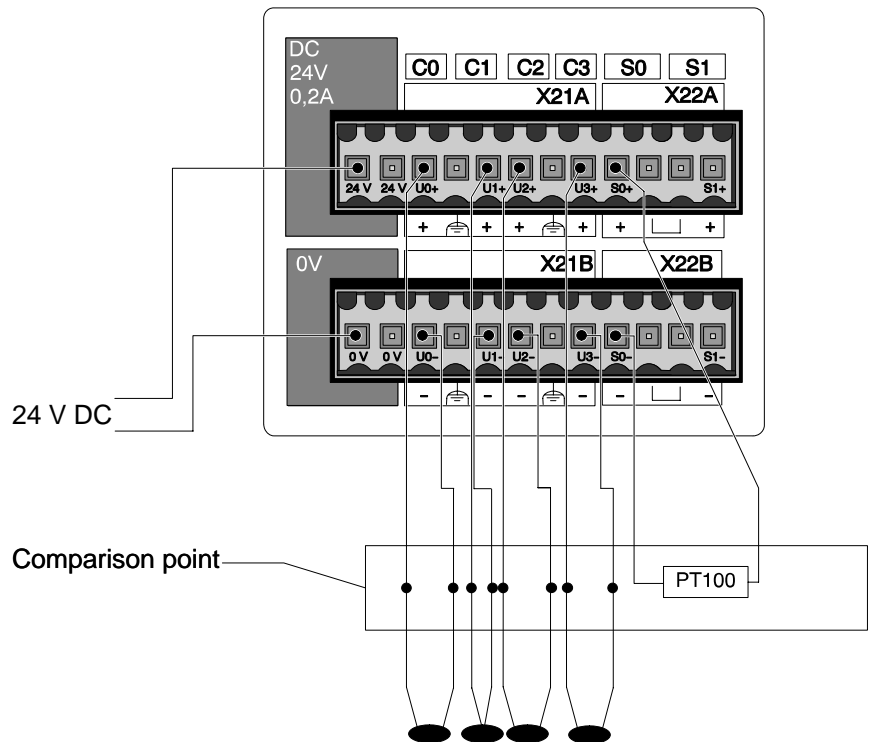 DC
24V
0,2A
C0 C1 C2 C3 S0 S1
X21A X22A
24 V 24 V U0+ U1+ U2+ U3+ S0+ S1+
+ + + + + +
0V
X21B X22B
0 V 0 V U0– U1- U2– U3– S0– S1–
– – – – – –
24 V DC
Comparison point
PT100